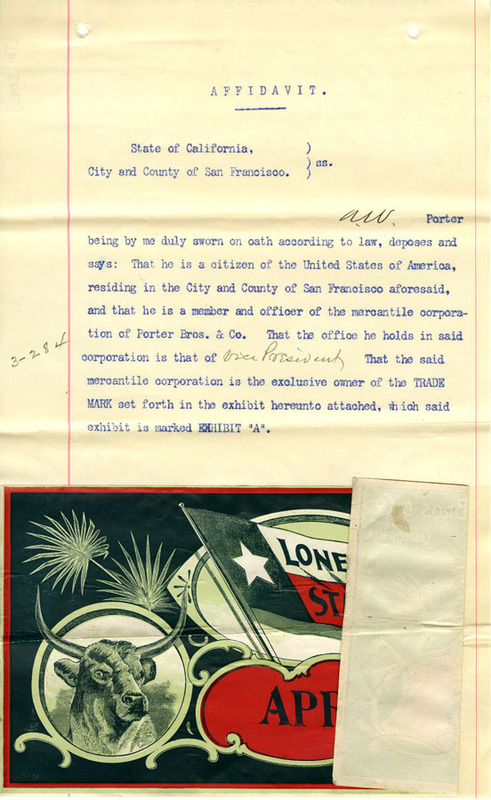 AFFIDAVIT.
State of California, )
) ss.
City and County of San Francisco. )
A.W. Porter
being by me duly sworn on oath according to law, deposes and
says: That he is a citizen of the United States of America,
residing in the City and County of San Francisco aforesaid,
and that he is a member and officer of the mercantile corpora-
tion of Porter Bros. & Co. That the office he holds in said
3-284
corporation is that of Vice President That the said
mercantile corporation is the exclusive owner of the TRADE
MARK set forth in the exhibit hereunto attached, which said
exhibit is marked EXHIBIT "A".
LONE
ST
APR